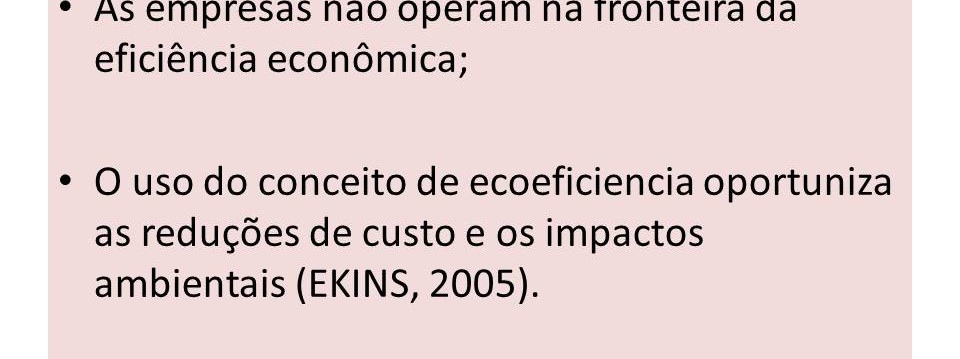 • As empresas não operam na fronteira da
eficiência econômica;
• O uso do conceito de ecoeficiencia oportuniza
as reduções de custo e os impactos
ambientais (EKINS, 2005).